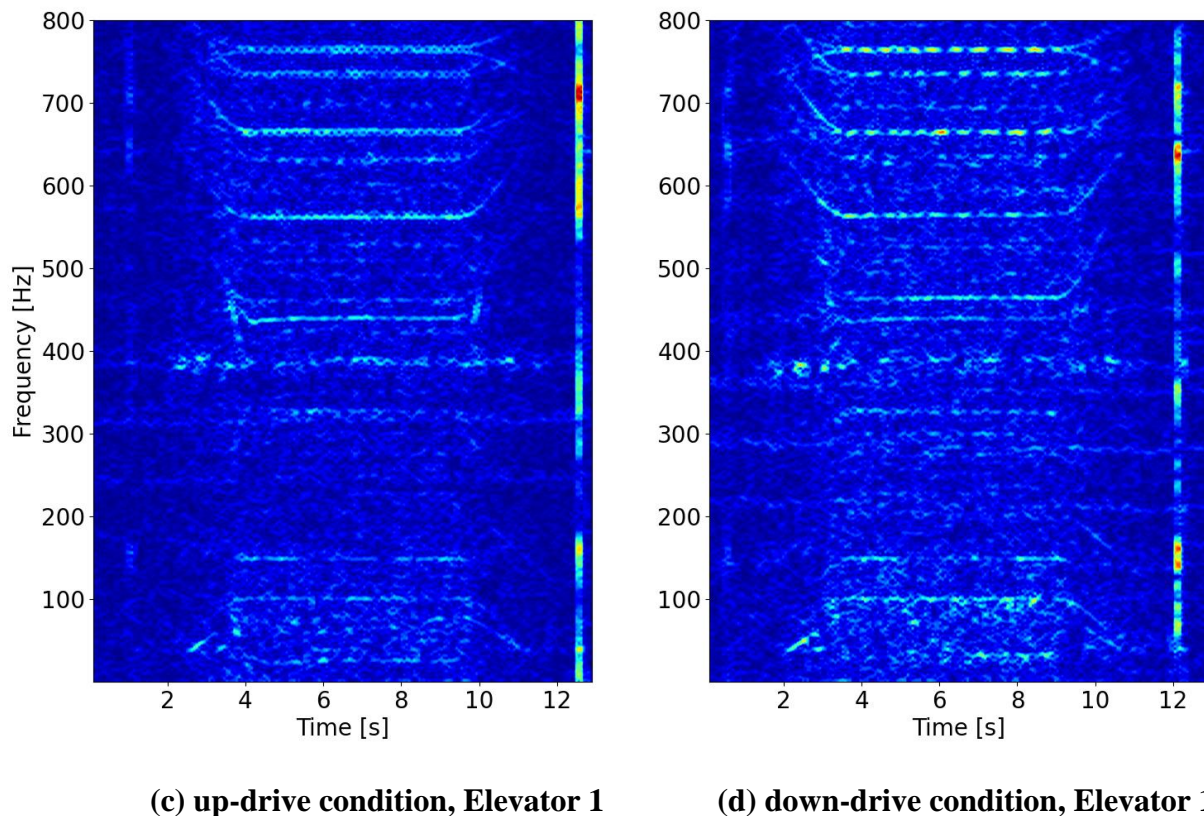 800
700
600
500
400
300
200
100
Frequency [Hz]
2 4 6 8 10 12
Time [s]
800
700
600
500
400
300
200
100
2 4 6 8 10 12
Time [s]
(c) up-drive condition, Elevator 1
(d) down-drive condition, Elevator 1